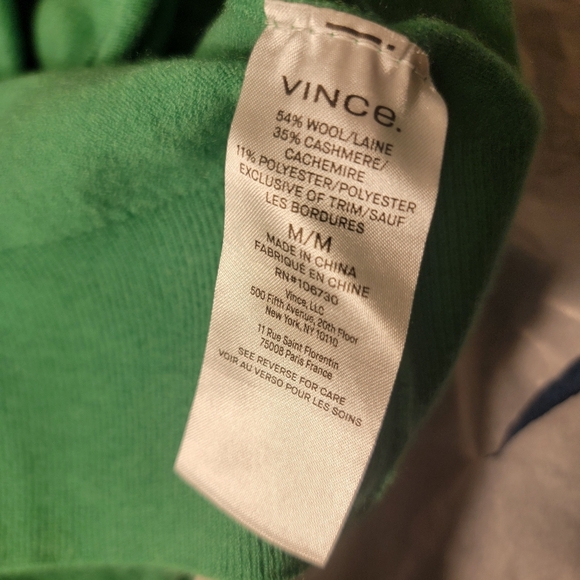 VINCe.
54% WOOL/LAINE
35% CASHMERE/
CACHEMIRE
11% POLYESTER/POLYESTER
EXCLUSIVE OF TRIM/SAUF
LES BORDURES
M/M
MADE IN CHINA
FABRIQUÉ EN CHINE
RN#106730
Vince, LLC
500 Fifth Avenue, 20th Floor
New York, NY 10110
11 Rue Saint Florentin
75008 Paris France
SEE REVERSE FOR CARE
VOIR AU VERSO POUR LES SOINS